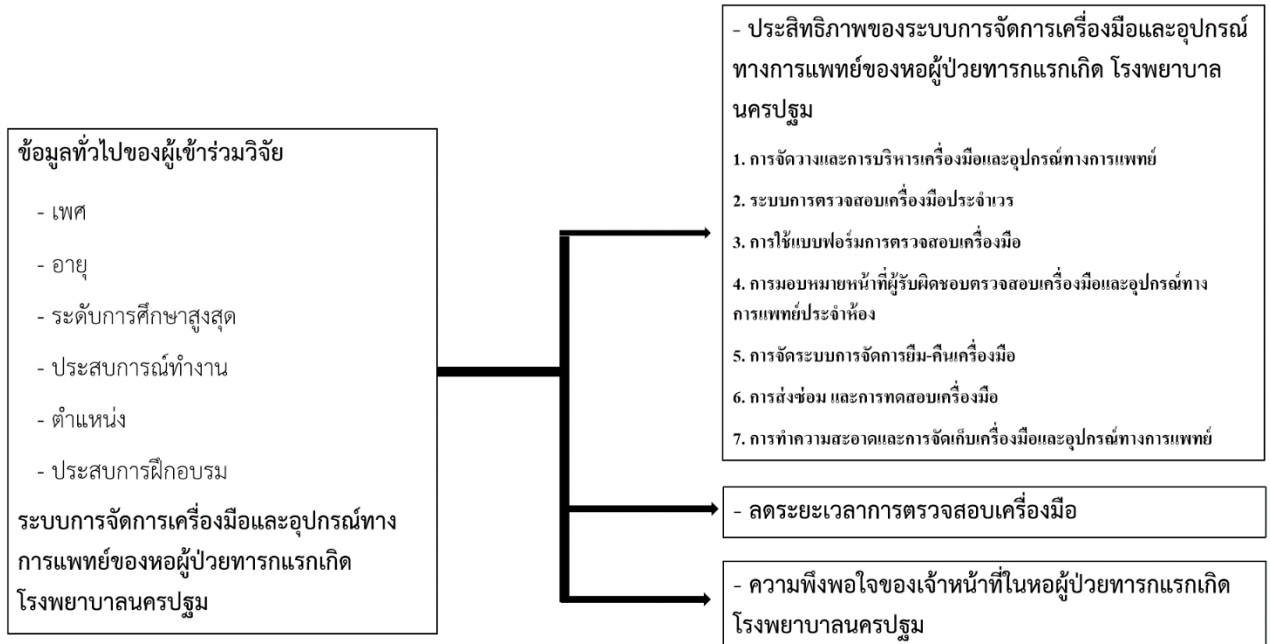 ข้อมูลทั่วไปของผู้เข้าร่วมวิจัย
- เพศ
- อายุ
- ระดับการศึกษาสูงสุด
- ประสบการณ์ทำงาน
- ตำแหน่ง
- ประสบการฝึกอบรม
ระบบการจัดการเครื่องมือและอุปกรณ์ทาง
การแพทย์ของหอผู้ป่วยทารกแรกเกิด
โรงพยาบาลนครปฐม
- ประสิทธิภาพของระบบการจัดการเครื่องมือและอุปกรณ์
ทางการแพทย์ของหอผู้ป่วยทารกแรกเกิด โรงพยาบาล
นครปฐม
1. การจัดวางและการบริหารเครื่องมือและอุปกรณ์ทางการแพทย์
2. ระบบการตรวจสอบเครื่องมือประจำเวร
3. การใช้แบบฟอร์มการตรวจสอบเครื่องมือ
4. การมอบหมายหน้าที่ผู้รับผิดชอบตรวจสอบเครื่องมือและอุปกรณ์ทาง
การแพทย์ประจำห้อง
5. การจัดระบบการจัดการยืม-คืนเครื่องมือ
6. การส่งซ่อม และการทดสอบเครื่องมือ
7. การทำความสะอาดและการจัดเก็บเครื่องมือและอุปกรณ์ทางการแพทย์
- ลดระยะเวลาการตรวจสอบเครื่องมือ
- ความพึงพอใจของเจ้าหน้าที่ในหอผู้ป่วยทารกแรกเกิด
โรงพยาบาลนครปฐม